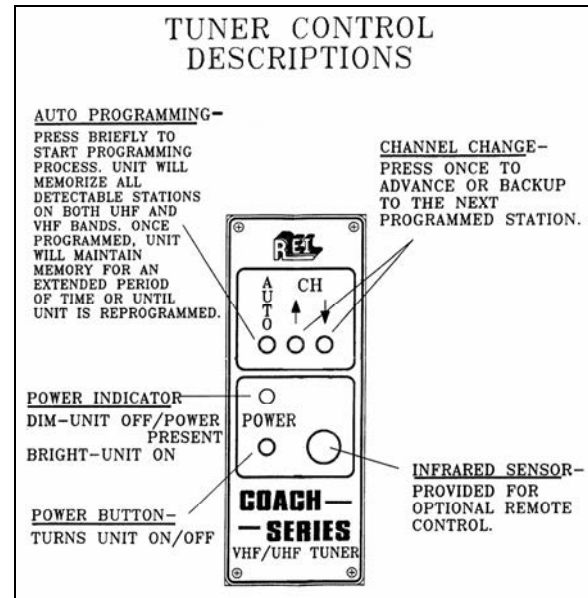 TUNER CONTROL
DESCRIPTIONS
AUTO PROGRAMMING-
PRESS BRIEFLY TO
START PROGRAMMING
PROCESS. UNIT WILL
MEMORIZE ALL
DETECTABLE STATIONS
ON BOTH UHF AND
VHF BANDS. ONCE
PROGRAMMED, UNIT
WILL MAINTAIN
MEMORY FOR AN
EXTENDED PERIOD
OF TIME OR UNTIL
UNIT IS REPROGRAMMED.
CHANNEL CHANGE-
PRESS ONCE TO
ADVANCE OR BACKUP
TO THE NEXT
PROGRAMMED STATION.
REI
AUTO
CH
POWER INDICATOR
DIM-UNIT OFF/POWER
PRESENT
BRIGHT-UNIT ON
POWER
POWER BUTTON-
TURNS UNIT ON/OFF
INFRARED SENSOR-
PROVIDED FOR
OPTIONAL REMOTE
CONTROL.
COACH-
-SERIES
VHF/UHF TUNER